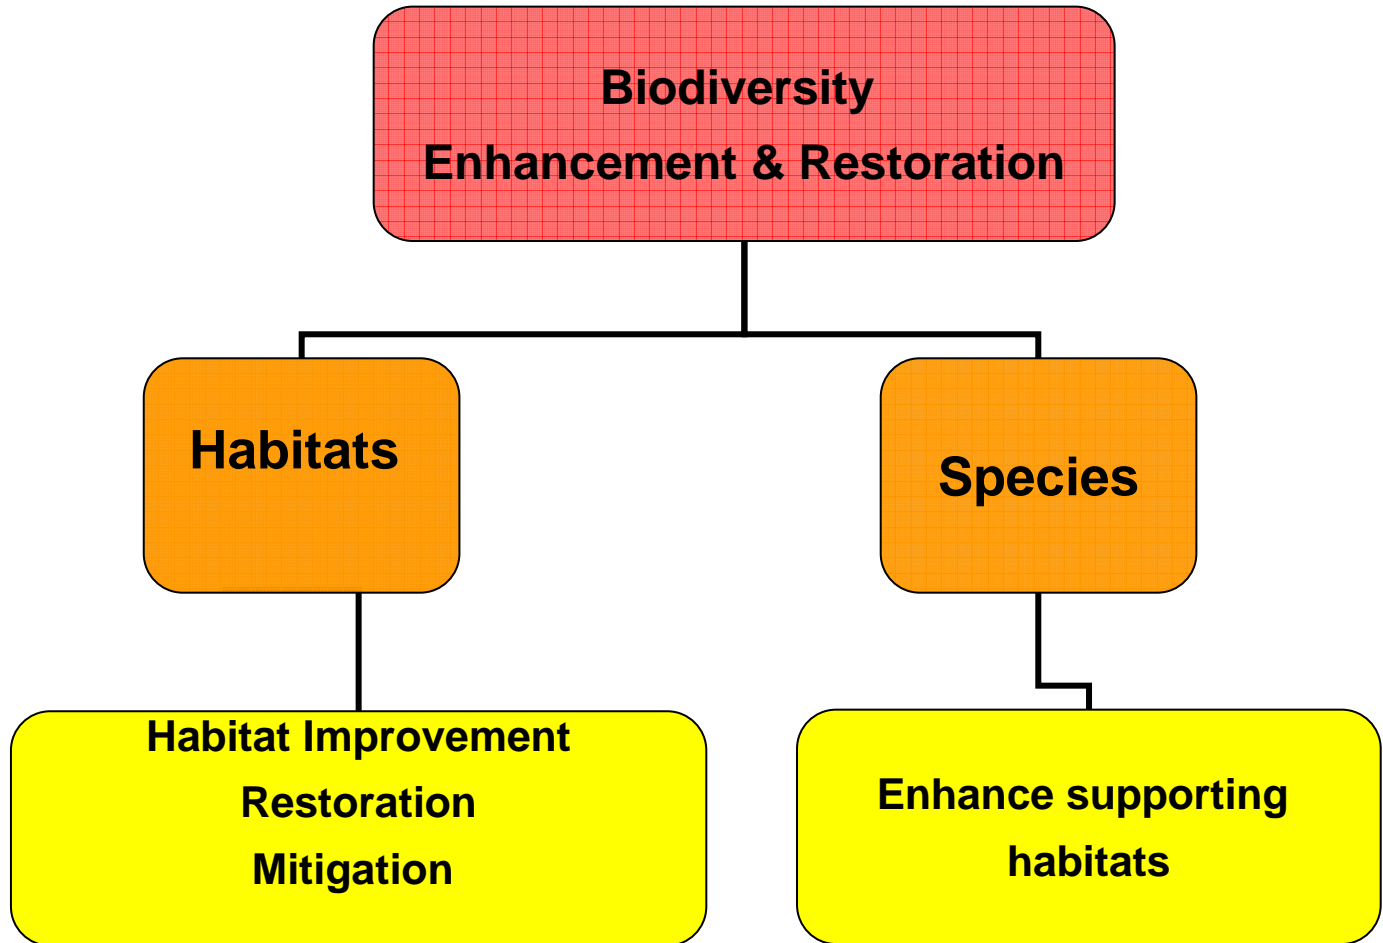 Biodiversity
Enhancement & Restoration
Habitats
Species
Habitat Improvement
Restoration
Mitigation
Enhance supporting
habitats